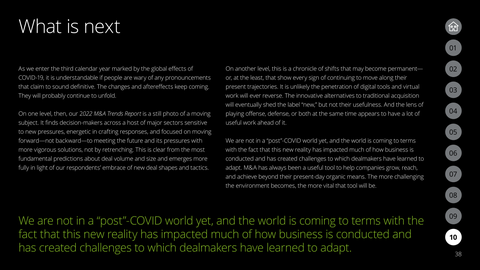 What is next
As we enter the third calendar year marked by the global effects of
COVID-19, it is understandable if people are wary of any pronouncements
that claim to sound definitive. The changes and aftereffects keep coming.
They will probably continue to unfold.
On one level, then, our 2022 M&A Trends Report is a still photo of a moving
subject. It finds decision-makers across a host of major sectors sensitive
to new pressures, energetic in crafting responses, and focused on moving
forward—not backward—to meeting the future and its pressures with
more vigorous solutions, not by retrenching. This is clear from the most
fundamental predictions about deal volume and size and emerges more
fully in light of our respondents' embrace of new deal shapes and tactics.
On another level, this is a chronicle of shifts that may become permanent—
or, at the least, that show every sign of continuing to move along their
present trajectories. It is unlikely the penetration of digital tools and virtual
work will ever reverse. The innovative alternatives to traditional acquisition
will eventually shed the label "new," but not their usefulness. And the lens of
playing offense, defense, or both at the same time appears to have a lot of
useful work ahead of it.
We are not in a "post"-COVID world yet, and the world is coming to terms
with the fact that this new reality has impacted much of how business is
conducted and has created challenges to which dealmakers have learned to
adapt. M&A has always been a useful tool to help companies grow, reach,
and achieve beyond their present-day organic means. The more challenging
the environment becomes, the more vital that tool will be.
We are not in a "post"-COVID world yet, and the world is coming to terms with the
fact that this new reality has impacted much of how business is conducted and
has created challenges to which dealmakers have learned to adapt.
01
02
03
04
05
06
07
08
09
10
38